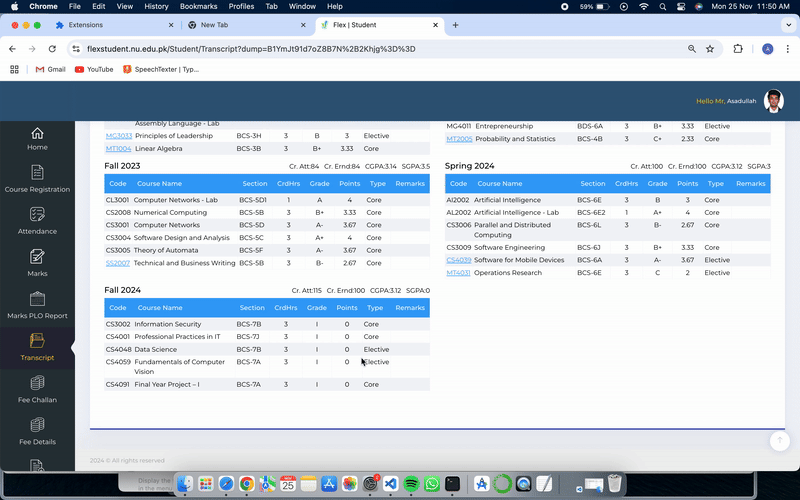 Chrome File Edit View History Bookmarks Profiles Tab Window Help 59% Mon 25 Nov 11:50 AM
Extensions New Tab Flex | Student
flexstudent.nu.edu.pk/Student/Transcript?dump=B1YmJt91d7oZ8B7N%2B2Khjg%3D%3D A
Gmail YouTube SpeechTexter | Typ...
Hello Mr, Asadullah
Home
Course Registration
Attendance
Marks
Marks PLO Report
Transcript
Fee Challan
Fee Details
Assembly Language - Lab
MG3033 Principles of Leadership BCS-3H 3 B 3 Elective
MT1004 Linear Algebra BCS-3B 3 B+ 3.33 Core
MG4011 Entrepreneurship BDS-6A 3 B+ 3.33 Elective
MT2005 Probability and Statistics BCS-4B 3 C+ 2.33 Core
Fall 2023 Cr. Att:84 Cr. Ernd:84 CGPA:3.14 SGPA:3.5
Code Course Name Section CrdHrs Grade Points Type Remarks
CL3001 Computer Networks - Lab BCS-5D1 1 A 4 Core
CS2008 Numerical Computing BCS-5B 3 B+ 3.33 Core
CS3001 Computer Networks BCS-5D 3 A- 3.67 Core
CS3004 Software Design and Analysis BCS-5C 3 A+ 4 Core
CS3005 Theory of Automata BCS-5F 3 A- 3.67 Core
SS2007 Technical and Business Writing BCS-5B 3 B- 2.67 Core
Spring 2024 Cr. Att:100 Cr. Ernd:100 CGPA:3.12 SGPA:3
Code Course Name Section CrdHrs Grade Points Type Remarks
AI2002 Artificial Intelligence BCS-6E 3 B 3 Core
AL2002 Artificial Intelligence - Lab BCS-6E2 1 A+ 4 Core
CS3006 Parallel and Distributed BCS-6L 3 B- 2.67 Core
Computing
CS3009 Software Engineering BCS-6J 3 B+ 3.33 Core
CS4039 Software for Mobile Devices BCS-6A 3 A- 3.67 Elective
MT4031 Operations Research BCS-6E 3 C 2 Elective
Fall 2024 Cr. Att:115 Cr. Ernd:100 CGPA:3.12 SGPA:0
Code Course Name Section CrdHrs Grade Points Type Remarks
CS3002 Information Security BCS-7B 3 I 0 Core
CS4001 Professional Practices in IT BCS-7J 3 I 0 Core
CS4048 Data Science BCS-7B 3 I 0 Elective
CS4059 Fundamentals of Computer BCS-7A 3 I 0 Elective
Vision
CS4091 Final Year Project – I BCS-7A 3 I 0 Core
2024 © All rights reserved
Display the
in the menu
NOV
25